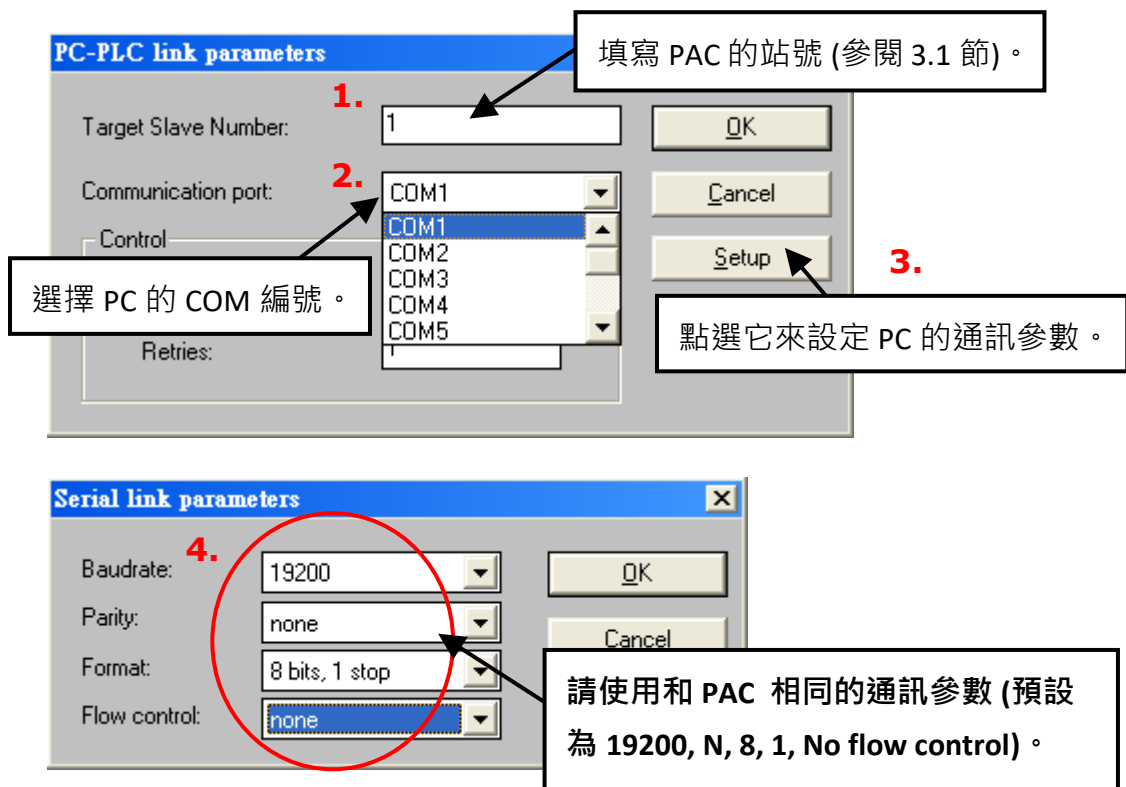 PC-PLC link parameters
填寫 PAC 的站號 (參閱 3.1 節)。
1.
Target Slave Number:
1
OK
2.
Communication port:
COM1
Cancel
COM1
COM2
COM3
COM4
COM5
Control
Setup
3.
選擇 PC 的 COM 編號。
點選它來設定 PC 的通訊參數。
Retries:
Serial link parameters
4.
Baudrate:
19200
OK
Parity:
none
Cancel
Format:
8 bits, 1 stop
Flow control:
none
請使用和 PAC 相同的通訊參數 (預設
為 19200, N, 8, 1, No flow control)。